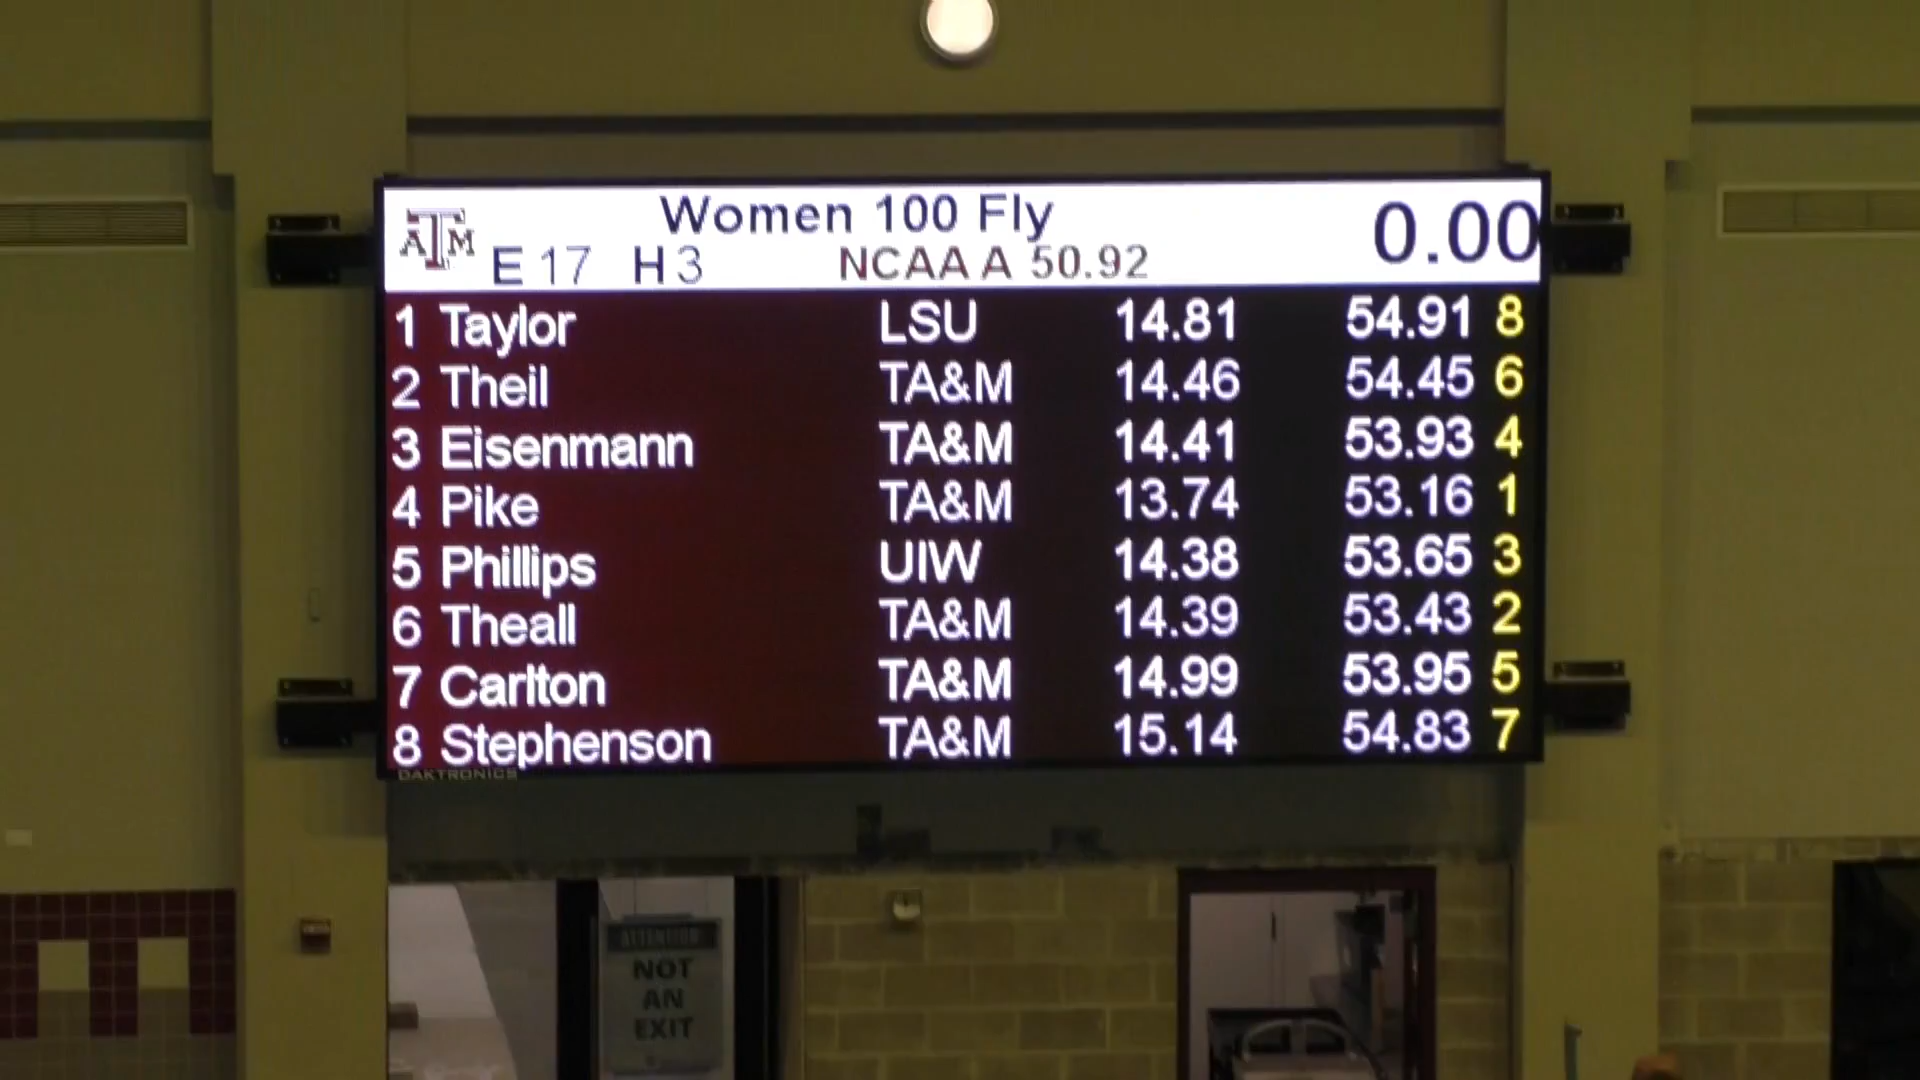 Women 100 Fly
0.00
ATM
E 17 H 3 NCAA A 50.92
1 Taylor LSU 14.81 54.91 8
2 Theil TA&M 14.46 54.45 6
3 Eisenmann TA&M 14.41 53.93 4
4 Pike TA&M 13.74 53.16 1
5 Phillips UIW 14.38 53.65 3
6 Theall TA&M 14.39 53.43 2
7 Carlton TA&M 14.99 53.95 5
8 Stephenson TA&M 15.14 54.83 7
DAKTRONICS
ATTENTION
NOT
AN
EXIT